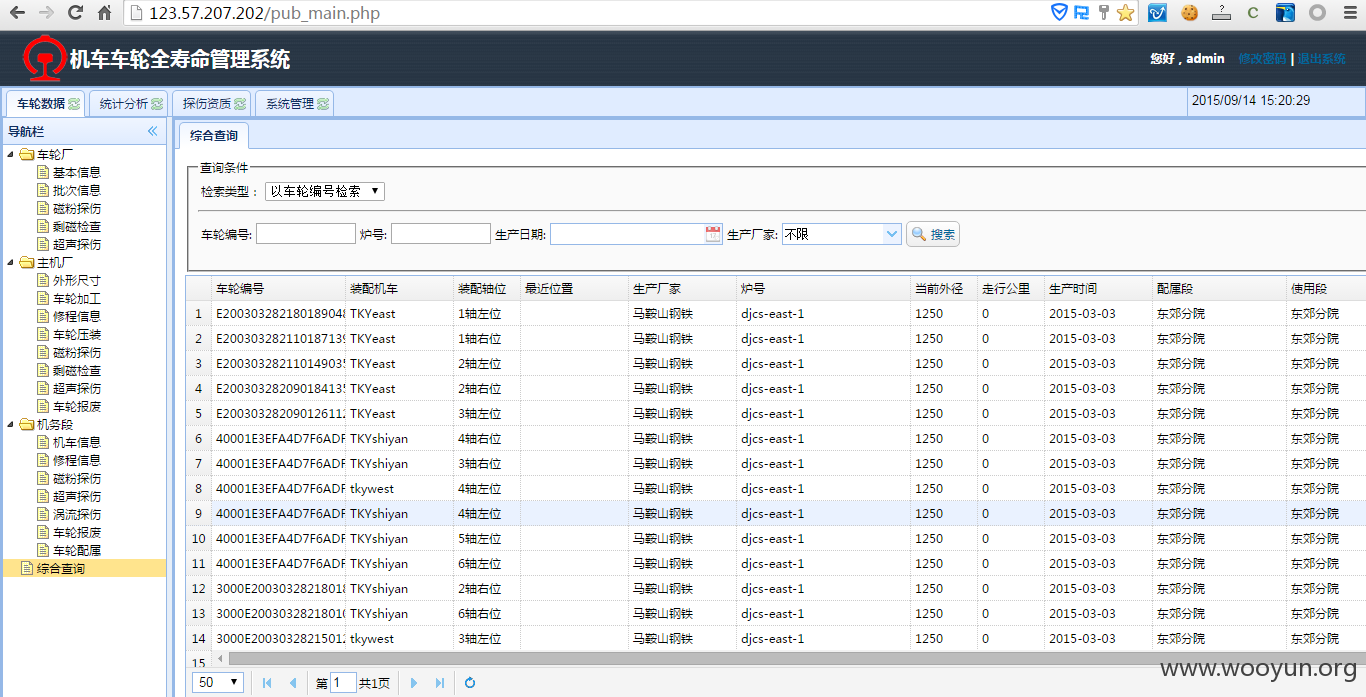 123.57.207.202/pub_main.php
机车车轮全寿命管理系统
您好，admin 修改密码 | 退出系统
车轮数据 统计分析 探伤资质 系统管理 2015/09/14 15:20:29
导航栏
车轮厂
基本信息
批次信息
磁粉探伤
剩磁检查
超声探伤
主机厂
外形尺寸
车轮加工
修程信息
车轮压装
磁粉探伤
剩磁检查
超声探伤
车轮报废
机务段
机车信息
修程信息
磁粉探伤
超声探伤
涡流探伤
车轮报废
车轮配属
综合查询
综合查询
查询条件
检索类型： 以车轮编号检索
车轮编号: 炉号: 生产日期: 生产厂家: 不限 搜索
车轮编号 装配机车 装配轴位 最近位置 生产厂家 炉号 当前外径 走行公里 生产时间 配属段 使用段
1 E20030328218018904 TKYeast 1轴左位 马鞍山钢铁 djcs-east-1 1250 0 2015-03-03 东郊分院 东郊分院
2 E20030328211018713 TKYeast 1轴右位 马鞍山钢铁 djcs-east-1 1250 0 2015-03-03 东郊分院 东郊分院
3 E20030328211014903 TKYeast 2轴左位 马鞍山钢铁 djcs-east-1 1250 0 2015-03-03 东郊分院 东郊分院
4 E20030328209018413 TKYeast 2轴右位 马鞍山钢铁 djcs-east-1 1250 0 2015-03-03 东郊分院 东郊分院
5 E20030328209012611 TKYeast 3轴左位 马鞍山钢铁 djcs-east-1 1250 0 2015-03-03 东郊分院 东郊分院
6 40001E3EFA4D7F6AD TKYshiyan 4轴右位 马鞍山钢铁 djcs-east-1 1250 0 2015-03-03 东郊分院 东郊分院
7 40001E3EFA4D7F6AD TKYshiyan 3轴右位 马鞍山钢铁 djcs-east-1 1250 0 2015-03-03 东郊分院 东郊分院
8 40001E3EFA4D7F6AD tkywest 4轴左位 马鞍山钢铁 djcs-east-1 1250 0 2015-03-03 东郊分院 东郊分院
9 40001E3EFA4D7F6AD TKYshiyan 4轴左位 马鞍山钢铁 djcs-east-1 1250 0 2015-03-03 东郊分院 东郊分院
10 40001E3EFA4D7F6AD TKYshiyan 5轴左位 马鞍山钢铁 djcs-east-1 1250 0 2015-03-03 东郊分院 东郊分院
11 40001E3EFA4D7F6AD TKYshiyan 6轴左位 马鞍山钢铁 djcs-east-1 1250 0 2015-03-03 东郊分院 东郊分院
12 3000E2003032821801 TKYshiyan 2轴右位 马鞍山钢铁 djcs-east-1 1250 0 2015-03-03 东郊分院 东郊分院
13 3000E2003032821801 TKYshiyan 6轴右位 马鞍山钢铁 djcs-east-1 1250 0 2015-03-03 东郊分院 东郊分院
14 3000E2003032821501 tkywest 3轴左位 马鞍山钢铁 djcs-east-1 1250 0 2015-03-03 东郊分院 东郊分院
15
50 第 1 共1页
www.wooyun.org